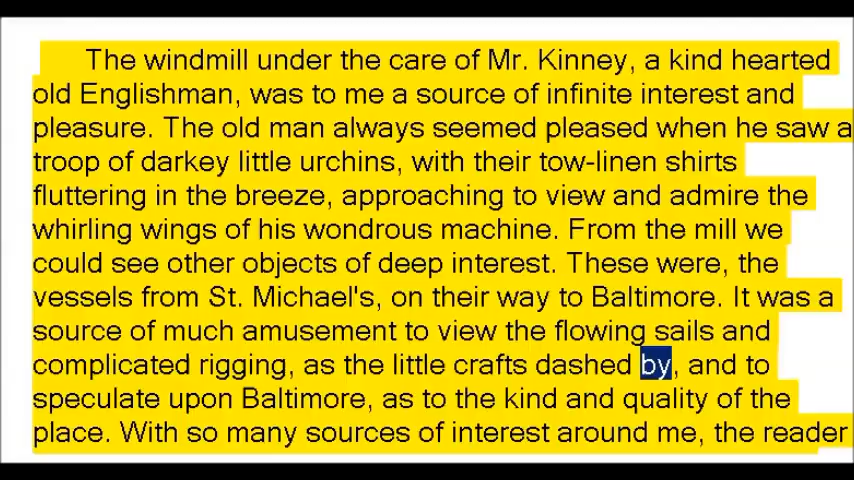 The windmill under the care of Mr. Kinney, a kind hearted
old Englishman, was to me a source of infinite interest and
pleasure. The old man always seemed pleased when he saw a
troop of darkey little urchins, with their tow-linen shirts
fluttering in the breeze, approaching to view and admire the
whirling wings of his wondrous machine. From the mill we
could see other objects of deep interest. These were, the
vessels from St. Michael's, on their way to Baltimore. It was a
source of much amusement to view the flowing sails and
complicated rigging, as the little crafts dashed by, and to
speculate upon Baltimore, as to the kind and quality of the
place. With so many sources of interest around me, the reader